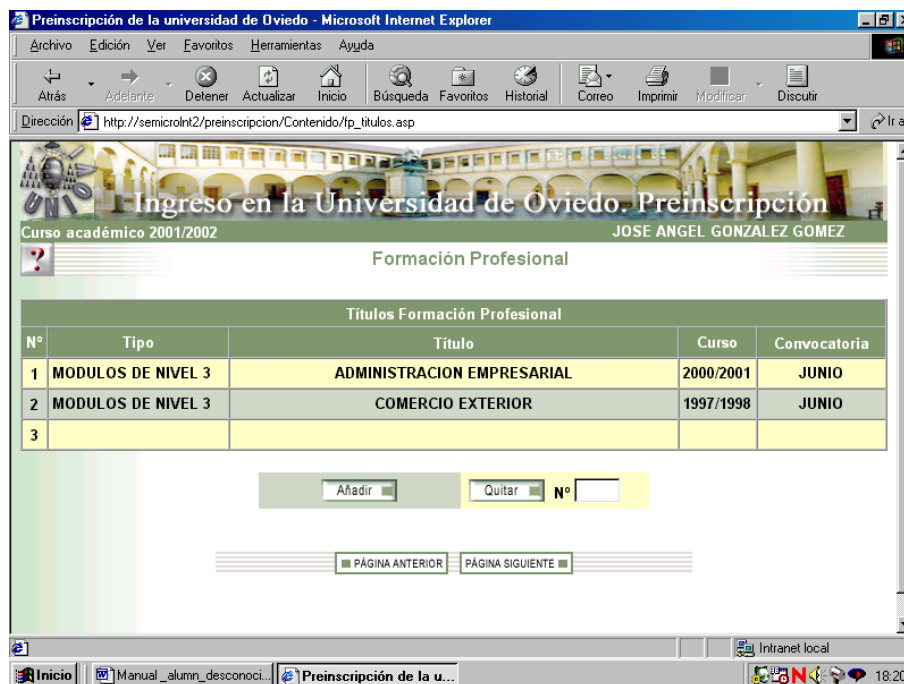 Preinscripción de la universidad de Oviedo - Microsoft Internet Explorer
Archivo Edición Ver Favoritos Herramientas Ayuda
Atrás Adelante Detener Actualizar Inicio Búsqueda Favoritos Historial Correo Imprimir Modificar Discutir
Dirección http://semicrolnt2/preinscripcion/Contenido/fp_titulos.asp Ir a
Ingreso en la Universidad de Oviedo. Preinscripción
Curso académico 2001/2002 JOSE ANGEL GONZALEZ GOMEZ
? Formación Profesional
Títulos Formación Profesional
Nº Tipo Título Curso Convocatoria
1 MODULOS DE NIVEL 3 ADMINISTRACION EMPRESARIAL 2000/2001 JUNIO
2 MODULOS DE NIVEL 3 COMERCIO EXTERIOR 1997/1998 JUNIO
3
Añadir Quitar Nº
PÁGINA ANTERIOR PÁGINA SIGUIENTE
Intranet local
Inicio Manual_alumn_desconoci... Preinscripción de la u... N 18:20